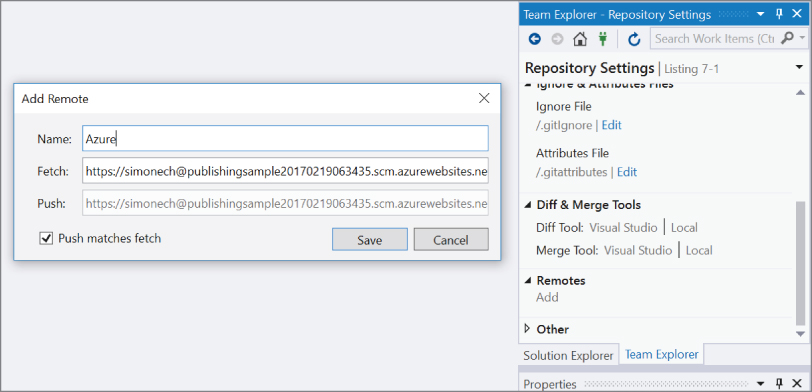 Add Remote
Name: Azure
Fetch: https://simonech@publishingsample20170219063435.scm.azurewebsites.ne
Push: https://simonech@publishingsample20170219063435.scm.azurewebsites.ne
Push matches fetch
Save
Cancel
Team Explorer - Repository Settings
Search Work Items (Ctr
Repository Settings | Listing 7-1
Ignore & Attributes Files
Ignore File
/.gitIgnore | Edit
Attributes File
/.gitattributes | Edit
Diff & Merge Tools
Diff Tool: Visual Studio | Local
Merge Tool: Visual Studio | Local
Remotes
Add
Other
Solution Explorer Team Explorer
Properties